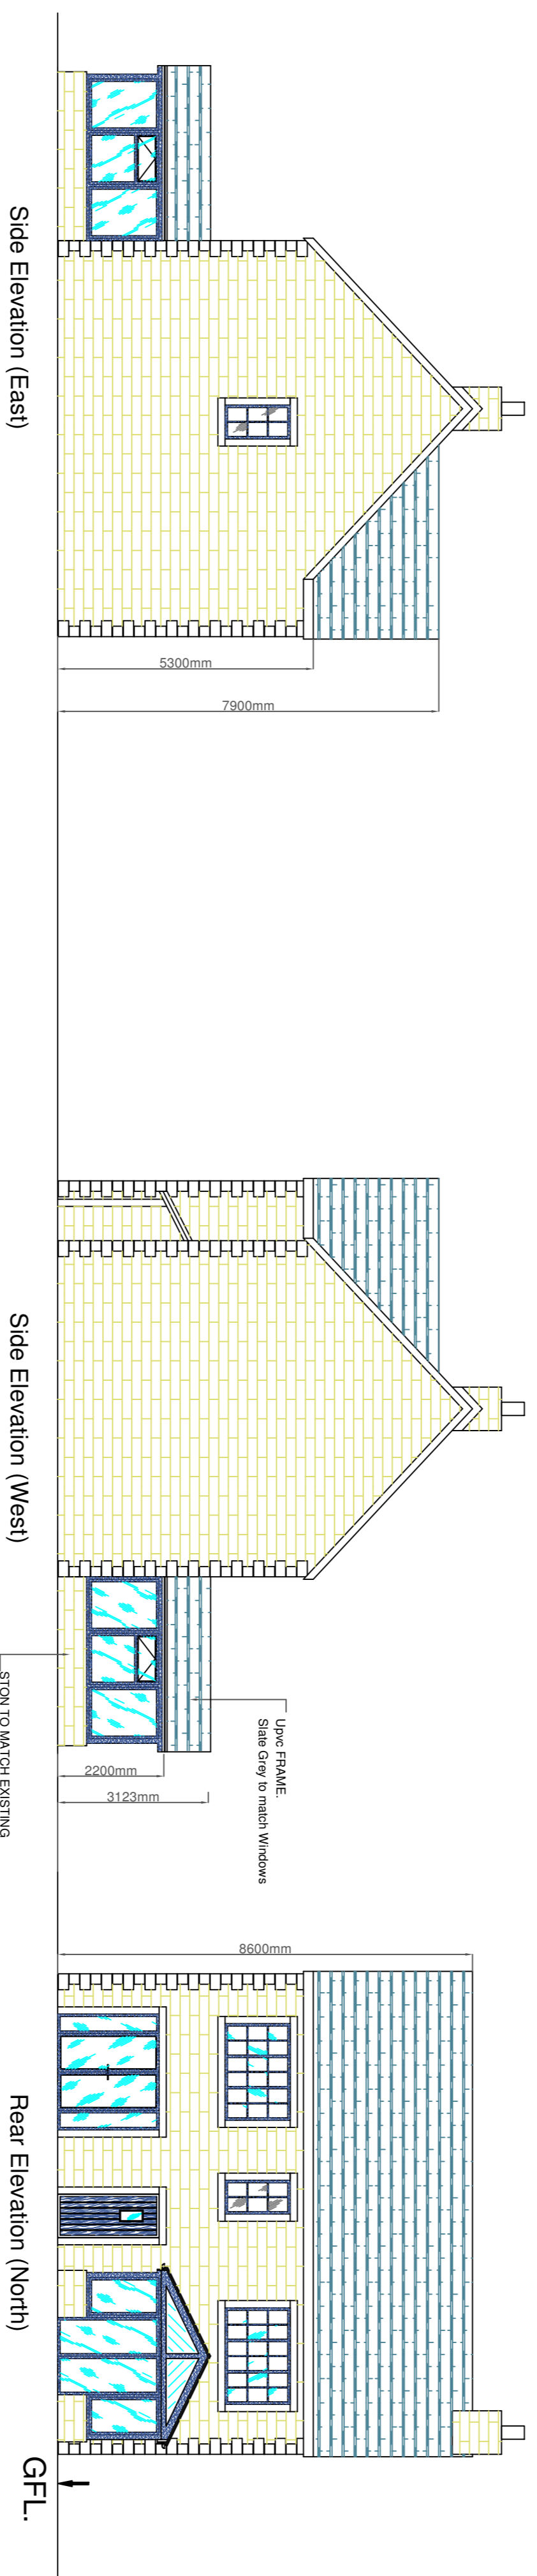 Side Elevation (East)
5300mm
7900mm
Side Elevation (West)
STON TO MATCH EXISTING
Upvc FRAME.
Slate Grey to match Windows
2200mm
3123mm
8600mm
Rear Elevation (North)
GFL.